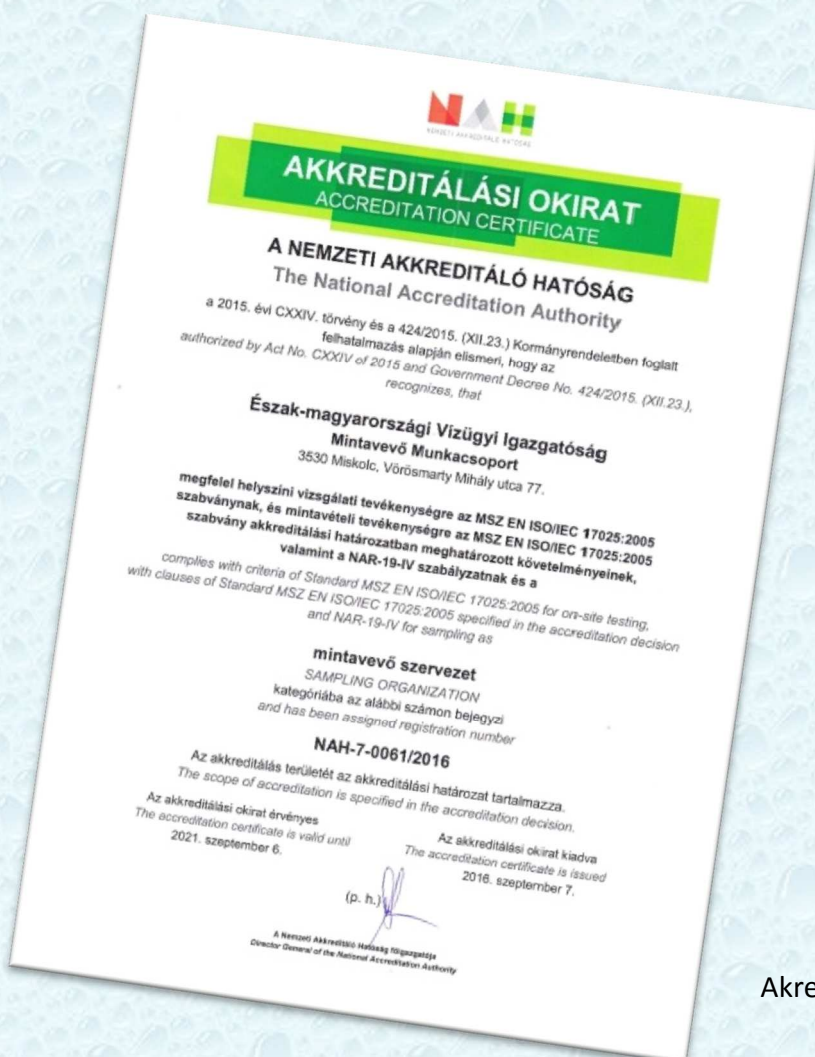 NAH
NEMZETI AKKREDITÁLÓ HATÓSÁG
AKKREDITÁLÁSI OKIRAT
ACCREDITATION CERTIFICATE
A NEMZETI AKKREDITÁLÓ HATÓSÁG
The National Accreditation Authority
a 2015. évi CXXIV. törvény és a 424/2015. (XII.23.) Kormányrendeletben foglalt
felhatalmazás alapján elismeri, hogy az
authorized by Act No. CXXIV of 2015 and Government Decree No. 424/2015. (XII.23.),
recognizes, that
Észak-magyarországi Vízügyi Igazgatóság
Mintavevő Munkacsoport
3530 Miskolc, Vörösmarty Mihály utca 77.
megfelel helyszíni vizsgálati tevékenységre az MSZ EN ISO/IEC 17025:2005
szabványnak, és mintavételi tevékenységre az MSZ EN ISO/IEC 17025:2005
szabvány akkreditálási határozatban meghatározott követelményeinek,
valamint a NAR-19-IV szabályzatnak és a
complies with criteria of Standard MSZ EN ISO/IEC 17025:2005 for on-site testing,
with clauses of Standard MSZ EN ISO/IEC 17025:2005 specified in the accreditation decision
and NAR-19-IV for sampling as
mintavevő szervezet
SAMPLING ORGANIZATION
kategóriába az alábbi számon bejegyzi
and has been assigned registration number
NAH-7-0061/2016
Az akkreditálás területét az akkreditálási határozat tartalmazza.
The scope of accreditation is specified in the accreditation decision.
Az akkreditálási okirat érvényes
The accreditation certificate is valid until
2021. szeptember 6.
Az akkreditálási okirat kiadva
The accreditation certificate is issued
2016. szeptember 7.
(p. h.)
A Nemzeti Akkreditáló Hatóság főigazgatója
Director General of the National Accreditation Authority
Akre